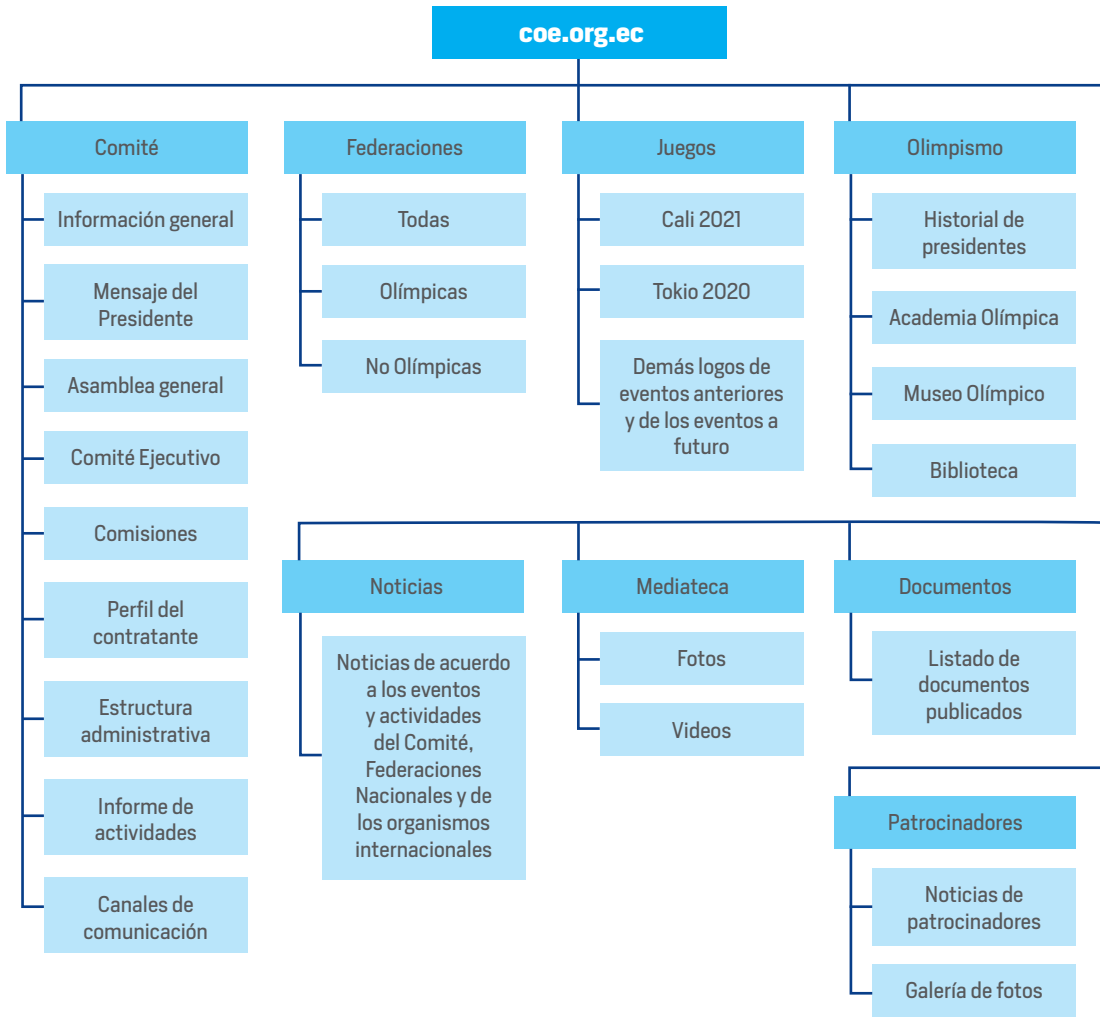 coe.org.ec
Comité
Información general
Mensaje del
Presidente
Asamblea general
Comité Ejecutivo
Comisiones
Perfil del
contratante
Estructura
administrativa
Informe de
actividades
Canales de
comunicación
Federaciones
Todas
Olímpicas
No Olímpicas
Juegos
Cali 2021
Tokio 2020
Demás logos de
eventos anteriores
y de los eventos a
futuro
Olimpismo
Historial de
presidentes
Academia Olímpica
Museo Olímpico
Biblioteca
Noticias
Noticias de acuerdo
a los eventos
y actividades
del Comité,
Federaciones
Nacionales y de
los organismos
internacionales
Mediateca
Fotos
Videos
Documentos
Listado de
documentos
publicados
Patrocinadores
Noticias de
patrocinadores
Galería de fotos